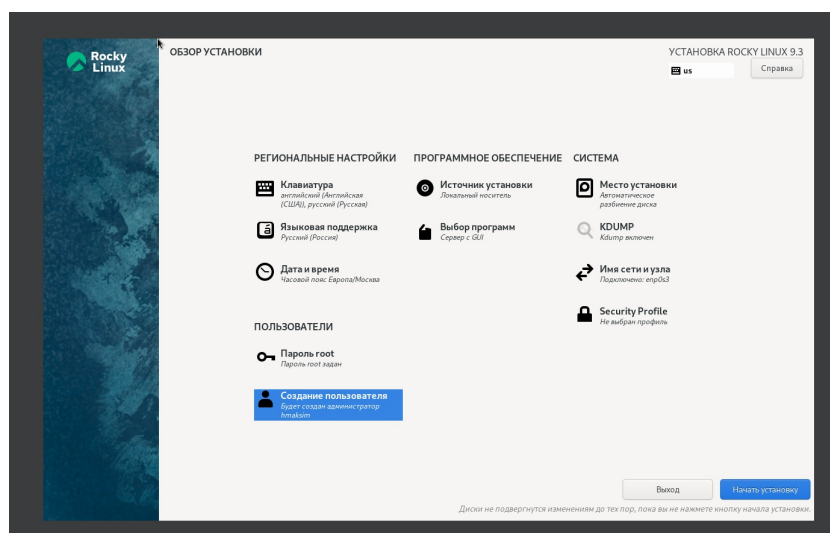 Rocky
Linux
ОБЗОР УСТАНОВКИ
УСТАНОВКА ROCKY LINUX 9.3
us
Справка
РЕГИОНАЛЬНЫЕ НАСТРОЙКИ
Клавиатура
английский (Английская
(США)), русский (Русская)
Языковая поддержка
Русский (Россия)
Дата и время
Часовой пояс Европа/Москва
ПРОГРАММНОЕ ОБЕСПЕЧЕНИЕ
Источник установки
Локальный носитель
Выбор программ
Сервер с GUI
СИСТЕМА
Место установки
Автоматическое
разбиение диска
KDUMP
Kdump включен
Имя сети и узла
Подключено: enp0s3
Security Profile
Не выбран профиль
ПОЛЬЗОВАТЕЛИ
Пароль root
Пароль root задан
Создание пользователя
Будет создан администратор
hmaksim
Выход
Начать установку
Диски не подвергнутся изменениям до тех пор, пока вы не нажмете кнопку начала установки.